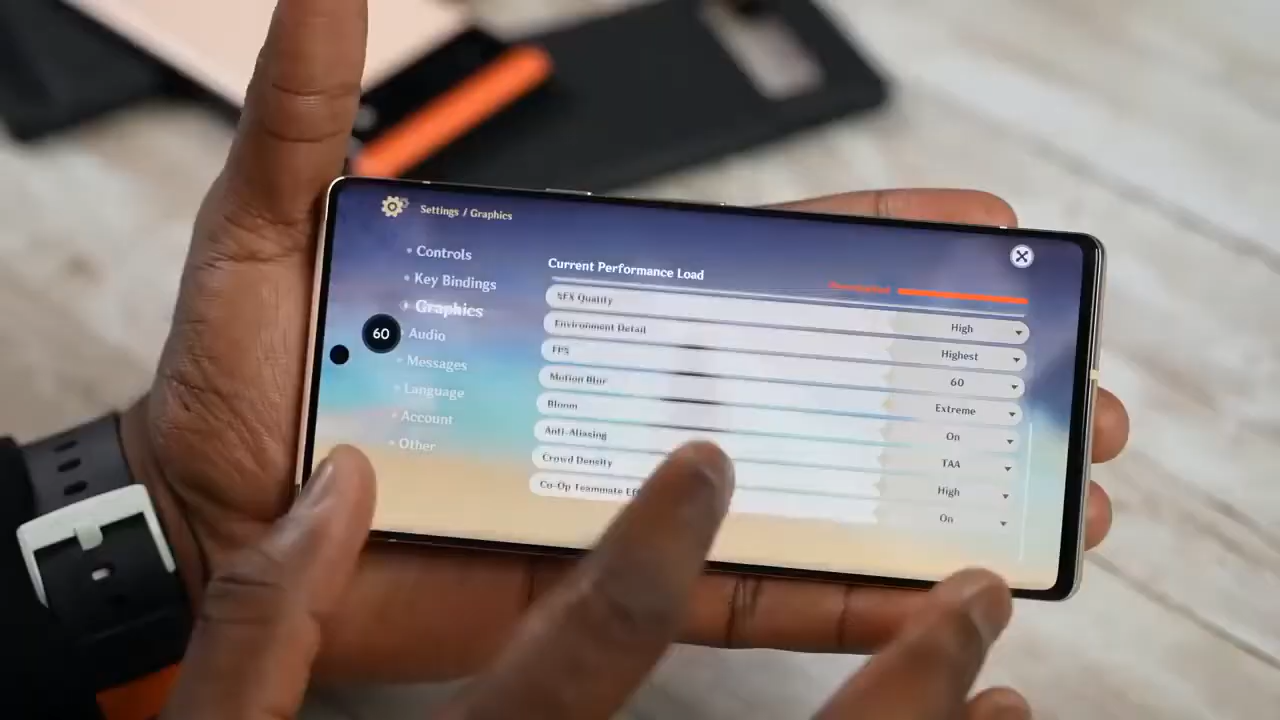 Settings / Graphics
Controls
Key Bindings
Graphics
Audio
Messages
Language
Account
Other
60
Current Performance Load
SFX Quality High
Environment Detail Highest
FPS 60
Motion Blur Extreme
Bloom On
Anti-Aliasing TAA
Crowd Density High
Co-Op Teammate On